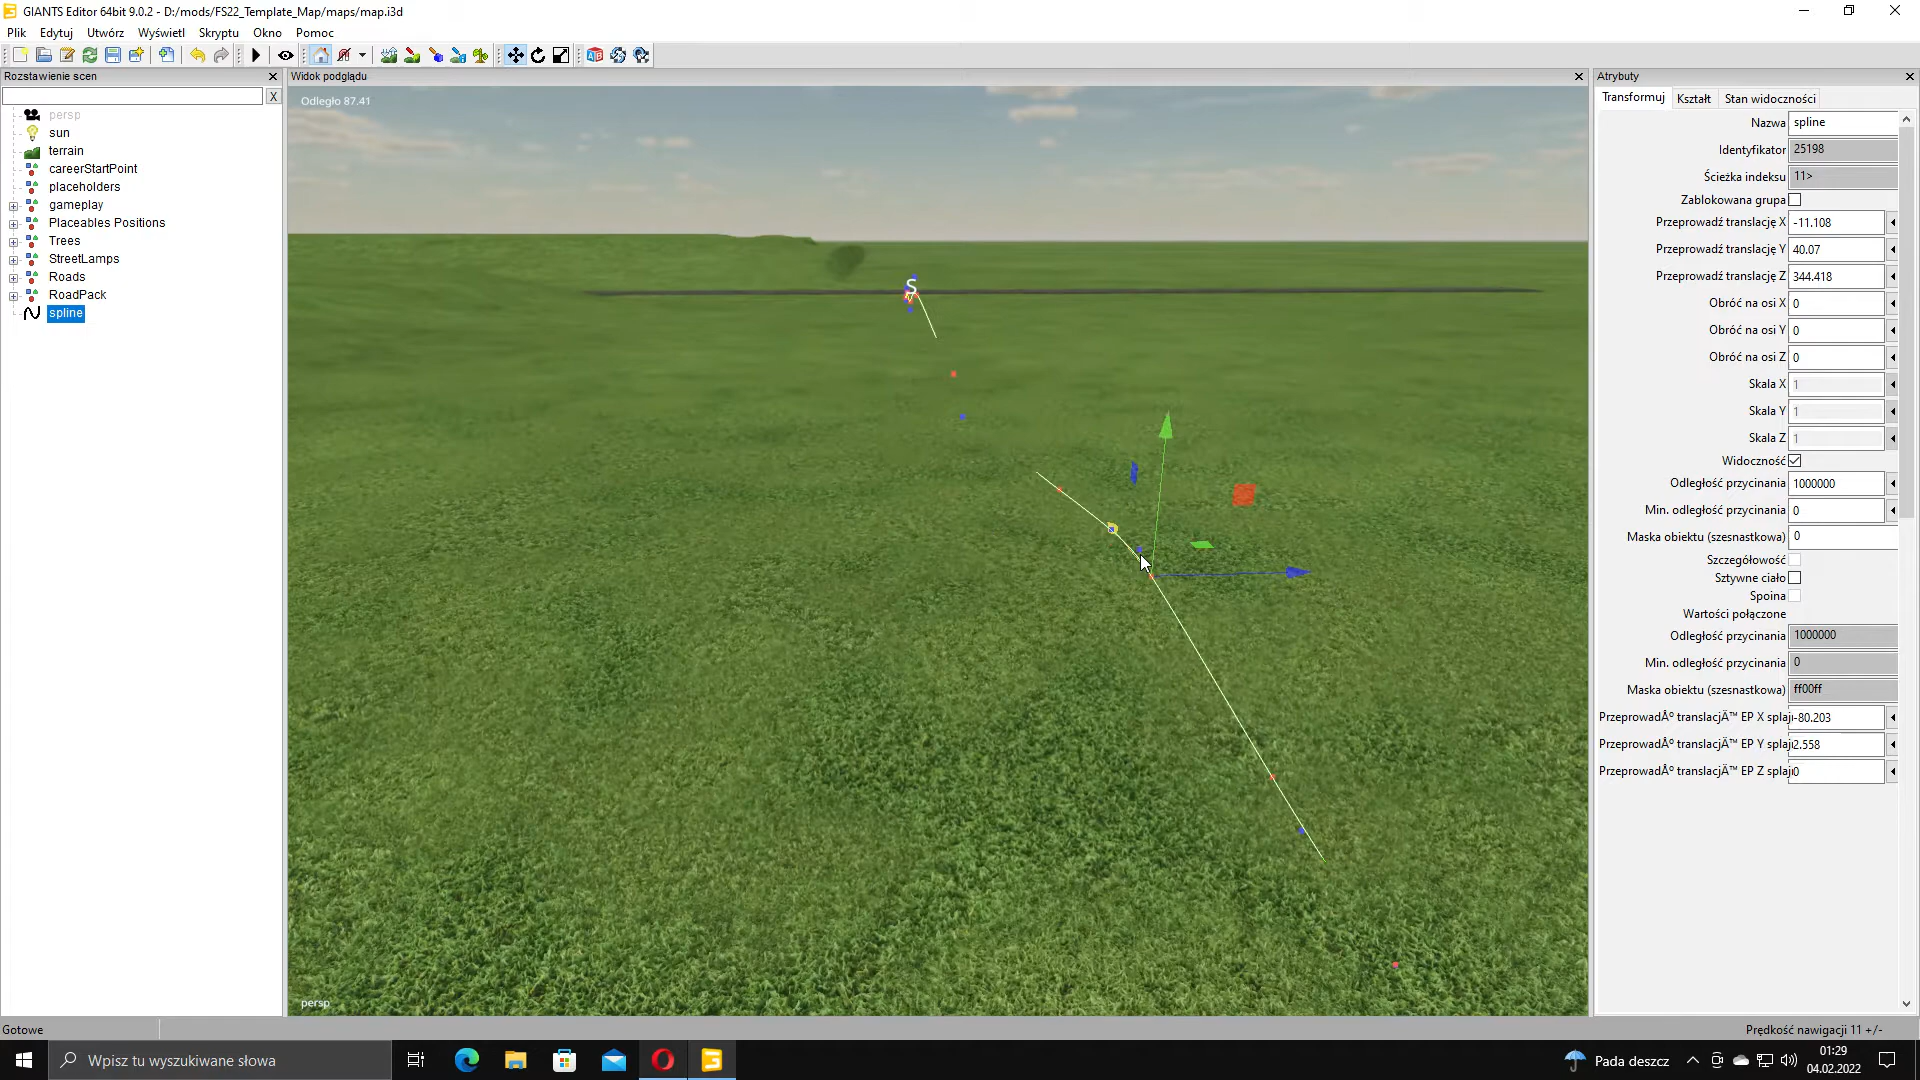 GIANTS Editor 64bit 9.0.2 - D:/mods/FS22_Template_Map/maps/map.i3d
Plik Edytuj Utwórz Wyświetl Skryptu Okno Pomoc
Rozstawienie scen
X
persp
sun
terrain
careerStartPoint
placeholders
gameplay
Placeables Positions
Trees
StreetLamps
Roads
RoadPack
spline
Widok podglądu
Odległo 87.41
S
persp
Atrybuty
Transformuj Kształt Stan widoczności
Nazwa spline
Identyfikator 25198
Ścieżka indeksu 11>
Zablokowana grupa
Przeprowadź translację X -11.108
Przeprowadź translację Y 40.07
Przeprowadź translację Z 344.418
Obróć na osi X 0
Obróć na osi Y 0
Obróć na osi Z 0
Skala X 1
Skala Y 1
Skala Z 1
Widoczność
Odległość przycinania 1000000
Min. odległość przycinania 0
Maska obiektu (szesnastkowa) 0
Szczegółowość
Sztywne ciało
Spoina
Wartości połączone
Odległość przycinania 1000000
Min. odległość przycinania 0
Maska obiektu (szesnastkowa) ff00ff
PrzeprowadÅº translacjÄ™ EP X splaju -80.203
PrzeprowadÅº translacjÄ™ EP Y splaju 2.558
PrzeprowadÅº translacjÄ™ EP Z splaju 0
Gotowe
Prędkość nawigacji 11 +/-
Wpisz tu wyszukiwane słowa
Pada deszcz
01:29
04.02.2022